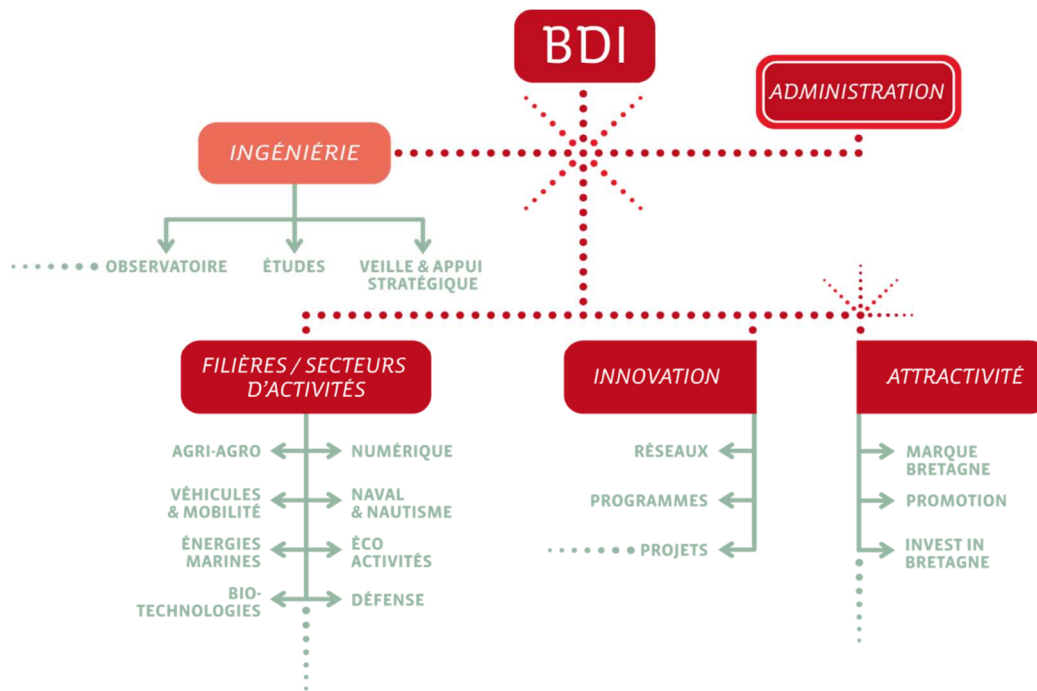 BDI
ADMINISTRATION
INGÉNIÉRIE
OBSERVATOIRE
ÉTUDES
VEILLE & APPUI
STRATÉGIQUE
FILIÈRES / SECTEURS
D'ACTIVITÉS
AGRI-AGRO
NUMÉRIQUE
VÉHICULES
& MOBILITÉ
NAVAL
& NAUTISME
ÉNERGIES
MARINES
ÉCO
ACTIVITÉS
BIO-
TECHNOLOGIES
DÉFENSE
INNOVATION
RÉSEAUX
PROGRAMMES
PROJETS
ATTRACTIVITÉ
MARQUE
BRETAGNE
PROMOTION
INVEST IN
BRETAGNE